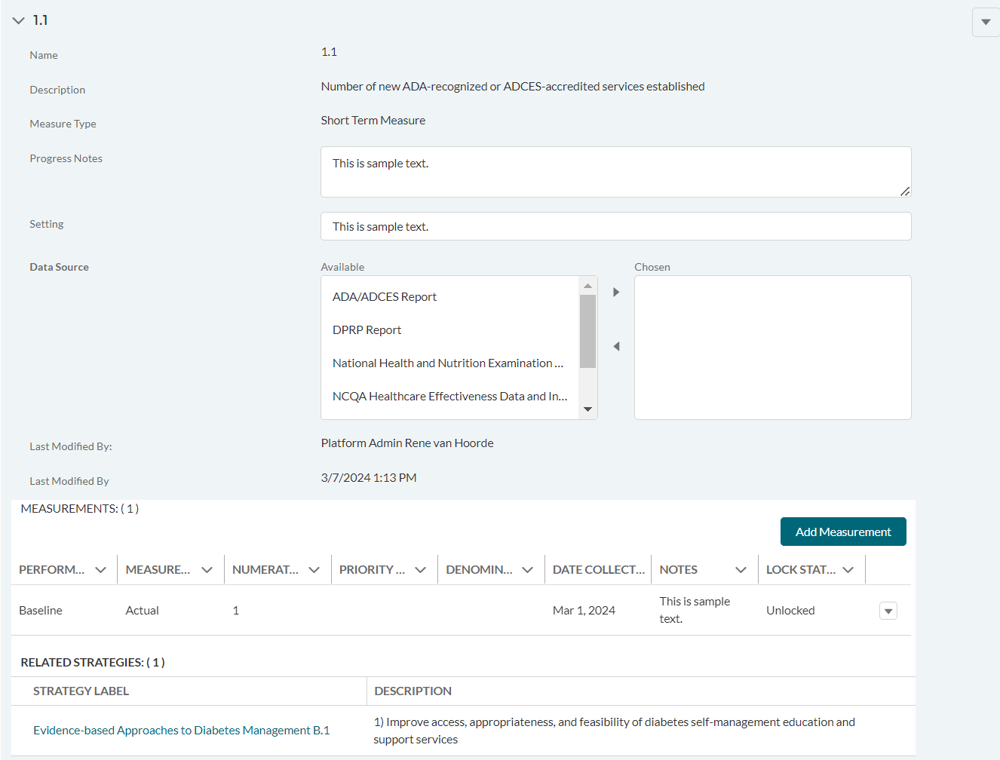 1.1
Name
1.1
Description
Number of new ADA-recognized or ADCES-accredited services established
Measure Type
Short Term Measure
Progress Notes
This is sample text.
Setting
This is sample text.
Data Source
Available
Chosen
ADA/ADCES Report
DPRP Report
National Health and Nutrition Examination ...
NCQA Healthcare Effectiveness Data and In...
Last Modified By:
Platform Admin Rene van Hoorde
Last Modified By
3/7/2024 1:13 PM
MEASUREMENTS: ( 1 )
Add Measurement
PERFORM... MEASURE... NUMERAT... PRIORITY ... DENOMIN... DATE COLLECT... NOTES LOCK STAT...
Baseline Actual 1 Mar 1, 2024 This is sample Unlocked
text.
RELATED STRATEGIES: ( 1 )
STRATEGY LABEL DESCRIPTION
Evidence-based Approaches to Diabetes Management B.1
1) Improve access, appropriateness, and feasibility of diabetes self-management education and
support services